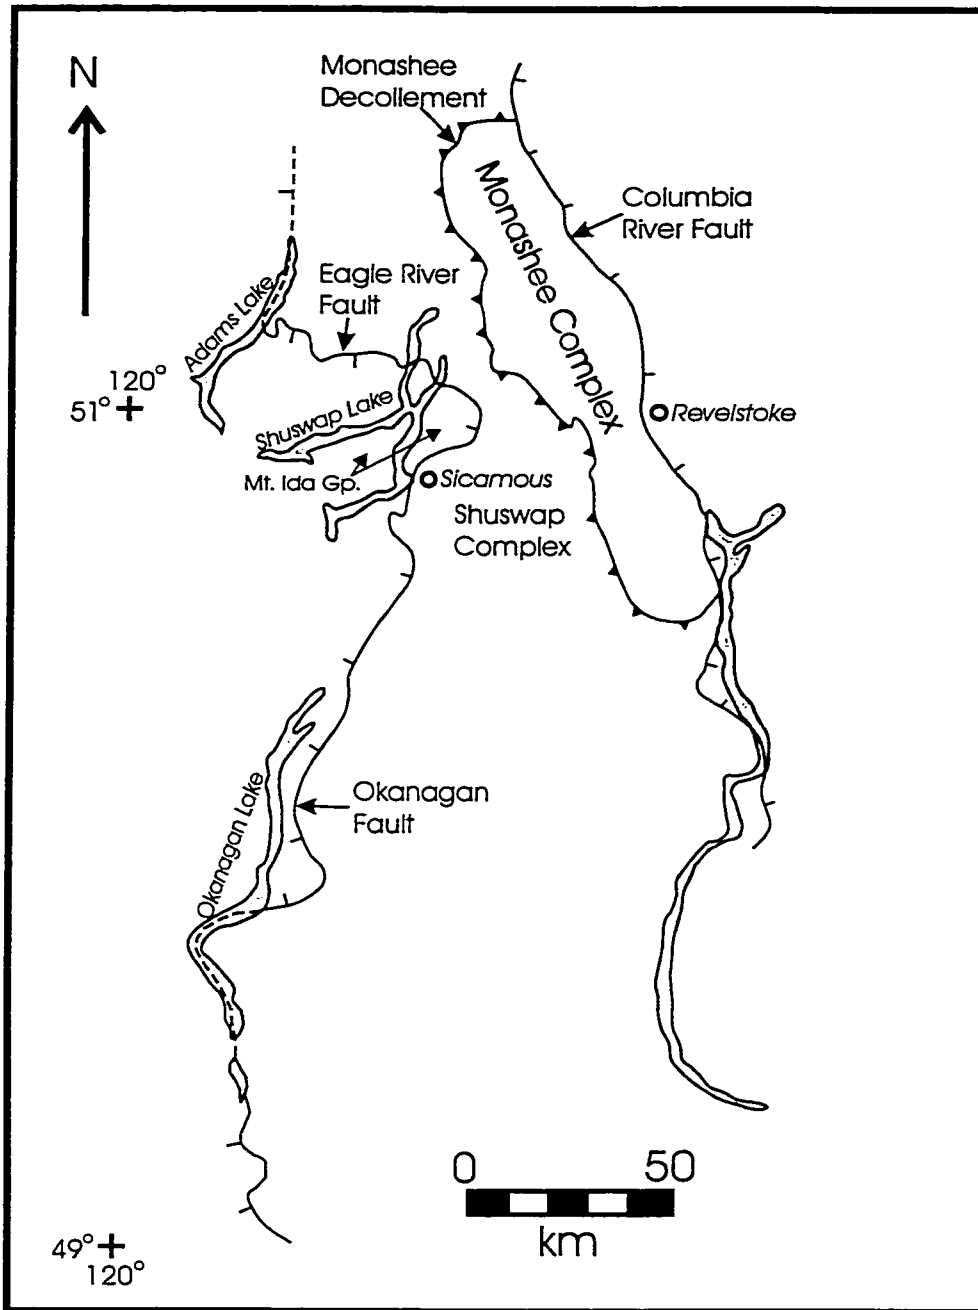 N
Monashee
Decollement
Monashee Complex
Columbia
River Fault
Adams Lake
Eagle River
Fault
120°
51°
Shuswap Lake
Mt. Ida Gp.
Revelstoke
Sicamous
Shuswap
Complex
Okanagan Lake
Okanagan
Fault
0 50
km
49°
120°